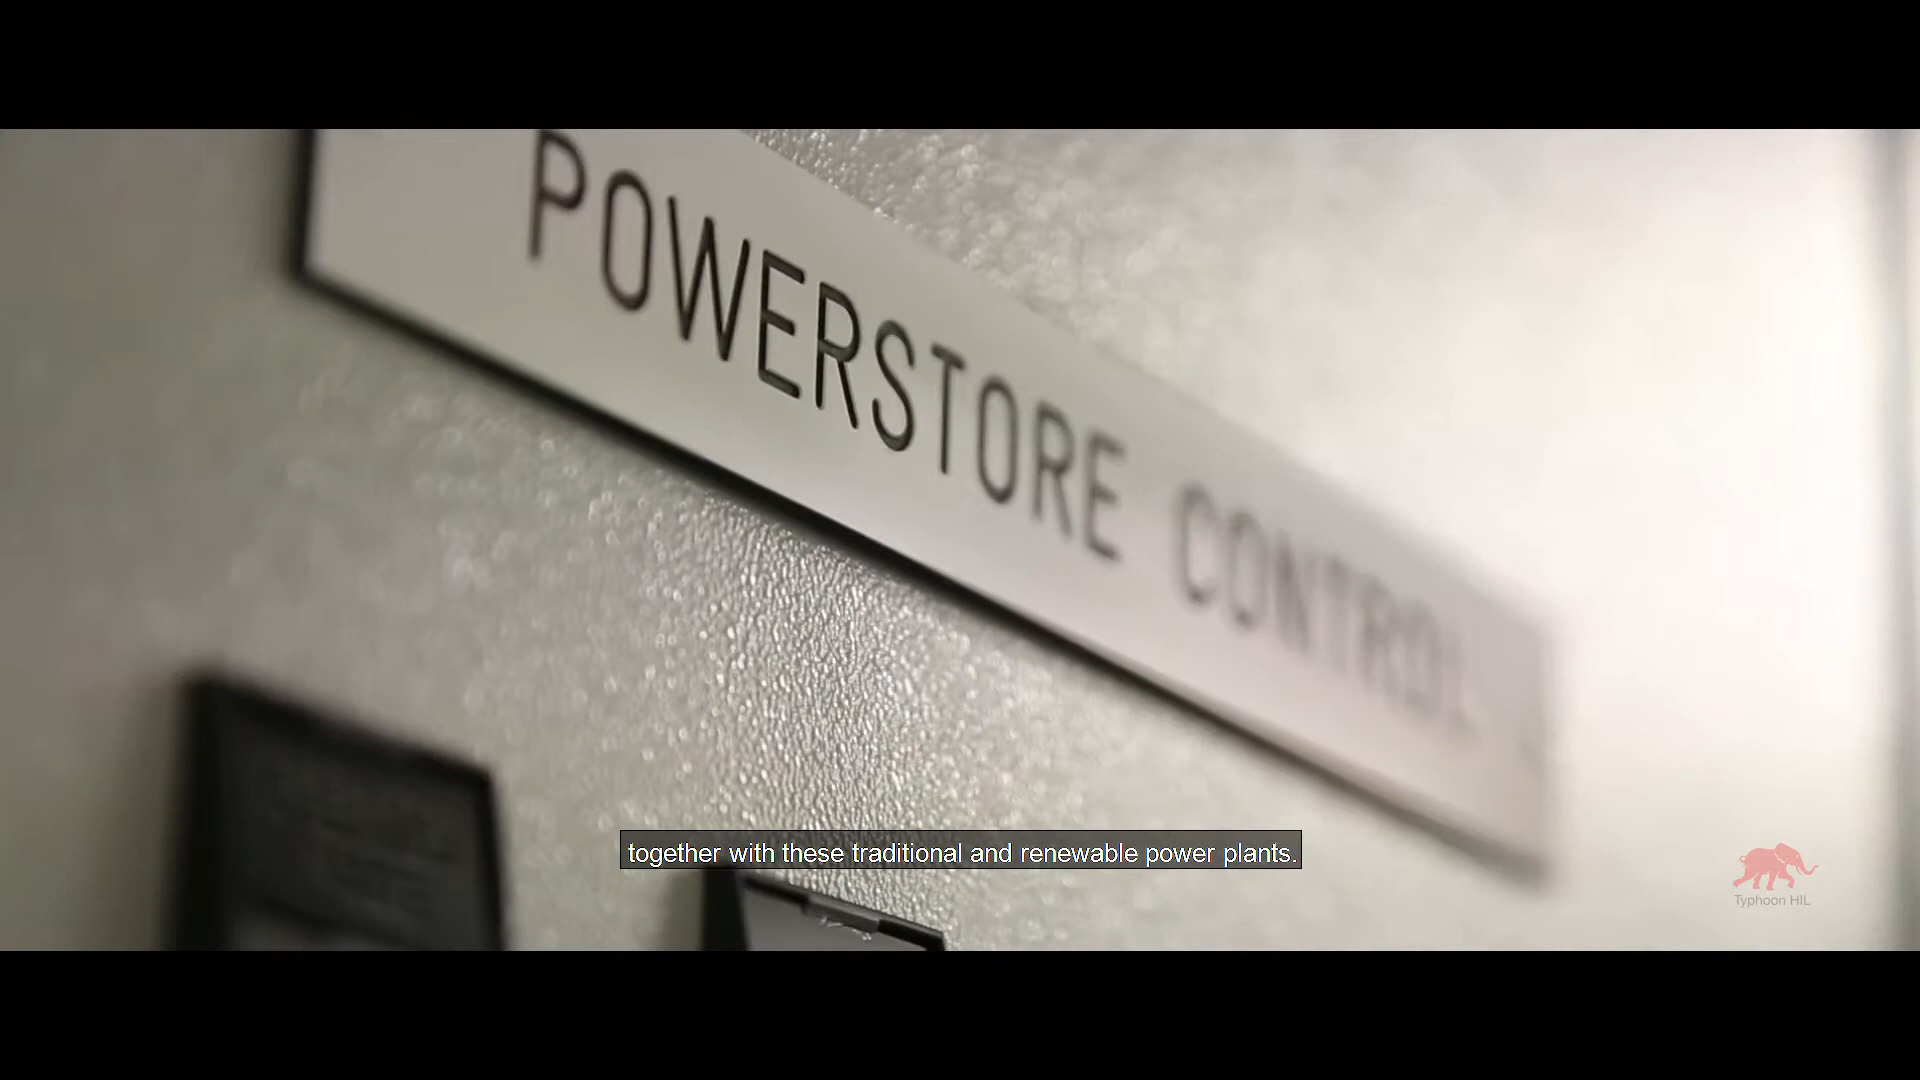 POWERSTORE CONTROL
together with these traditional and renewable power plants.
Typhoon HIL